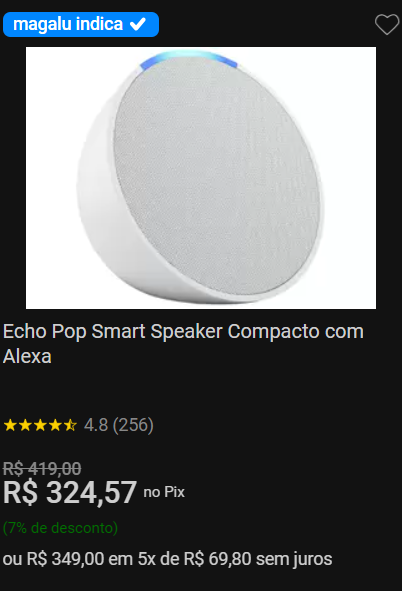 magalu indica
Echo Pop Smart Speaker Compacto com
Alexa
4.8 (256)
R$ 419,00
R$ 324,57 no Pix
(7% de desconto)
ou R$ 349,00 em 5x de R$ 69,80 sem juros